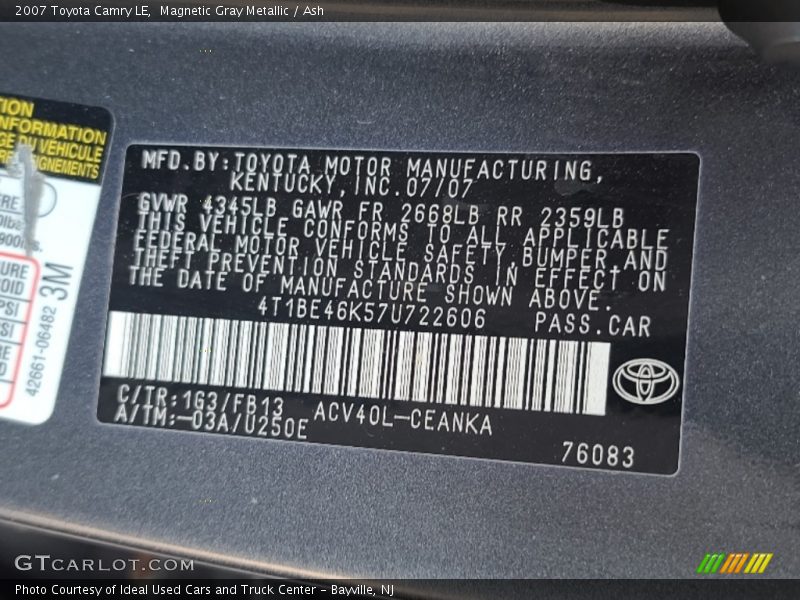 2007 Toyota Camry LE,  Magnetic Gray Metallic / Ash
NFORMATION
VÉHICULE
3M
42661-06482
MFD.BY:TOYOTA MOTOR MANUFACTURING,
KENTUCKY,INC.07/07
GVWR 4345LB GAWR FR 2668LB RR 2359LB
THIS VEHICLE CONFORMS TO ALL APPLICABLE
FEDERAL MOTOR VEHICLE SAFETY,BUMPER,AND
THEFT PREVENTION STANDARDS IN EFFECT ON
THE DATE OF MANUFACTURE SHOWN ABOVE.
4T1BE46K57U722606 PASS.CAR
C/TR:1G3/FB13
A/TM:-03A/U250E
ACV40L-CEANKA
76083
GTCARLOT.COM
Photo Courtesy of Ideal Used Cars and Truck Center - Bayville, NJ